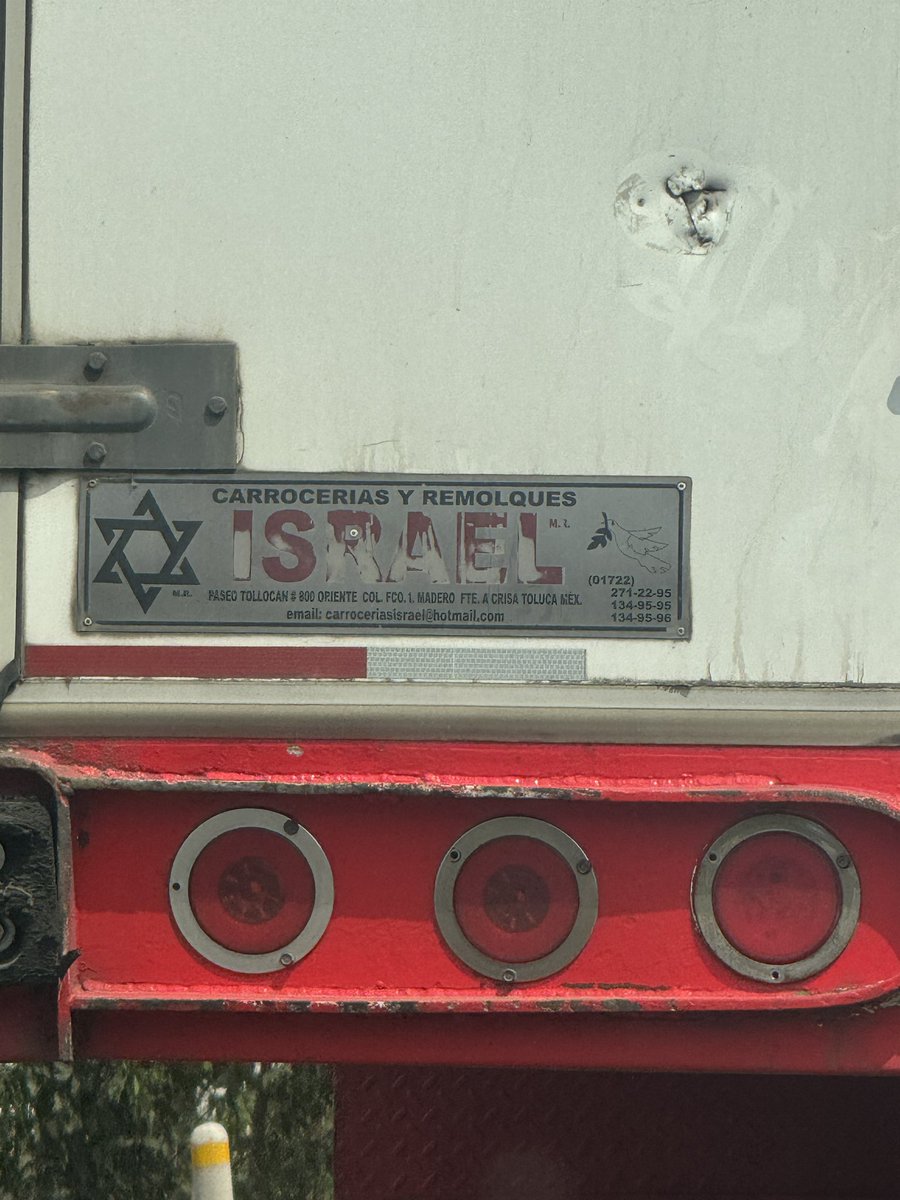 CARROCERIAS Y REMOLQUES
ISRAEL M.R.
M.R.
PASEO TOLLOCAN # 800 ORIENTE COL. FCO. I. MADERO FTE. A CRISA TOLUCA MEX.
email: carroceriasisrael@hotmail.com
(01722)
271-22-95
134-95-95
134-95-96